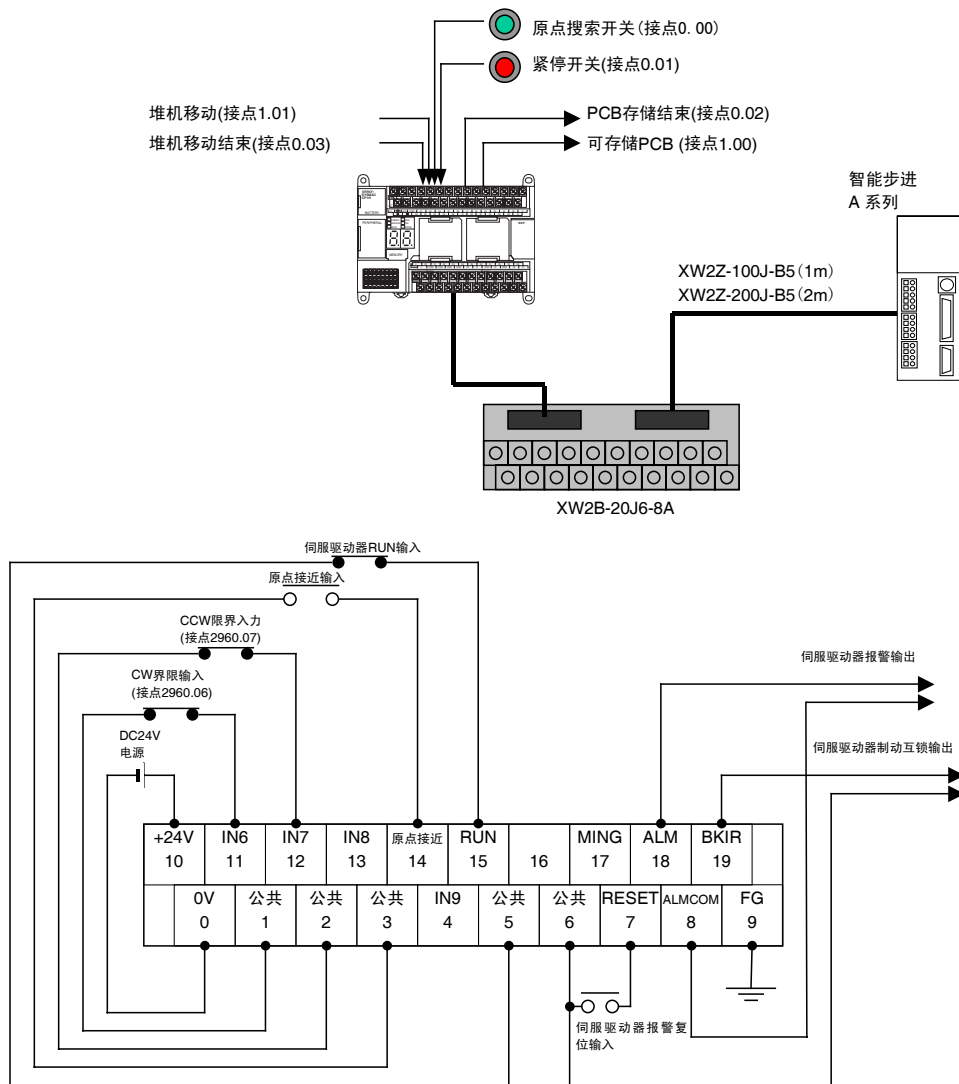 原点搜索开关(接点0.00)
紧停开关(接点0.01)
堆机移动(接点1.01)
堆机移动结束(接点0.03)
PCB存储结束(接点0.02)
可存储PCB (接点1.00)
智能步进
A 系列
XW2Z-100J-B5(1m)
XW2Z-200J-B5(2m)
XW2B-20J6-8A
伺服驱动器RUN输入
原点接近输入
CCW限界入力
(接点2960.07)
CW界限输入
(接点2960.06)
DC24V
电源
伺服驱动器报警输出
伺服驱动器制动互锁输出
+24V IN6 IN7 IN8 原点接近 RUN MING ALM BKIR
10 11 12 13 14 15 16 17 18 19
0V 公共 公共 公共 IN9 公共 公共 RESET ALMCOM FG
0 1 2 3 4 5 6 7 8 9
伺服驱动器报警复
位输入